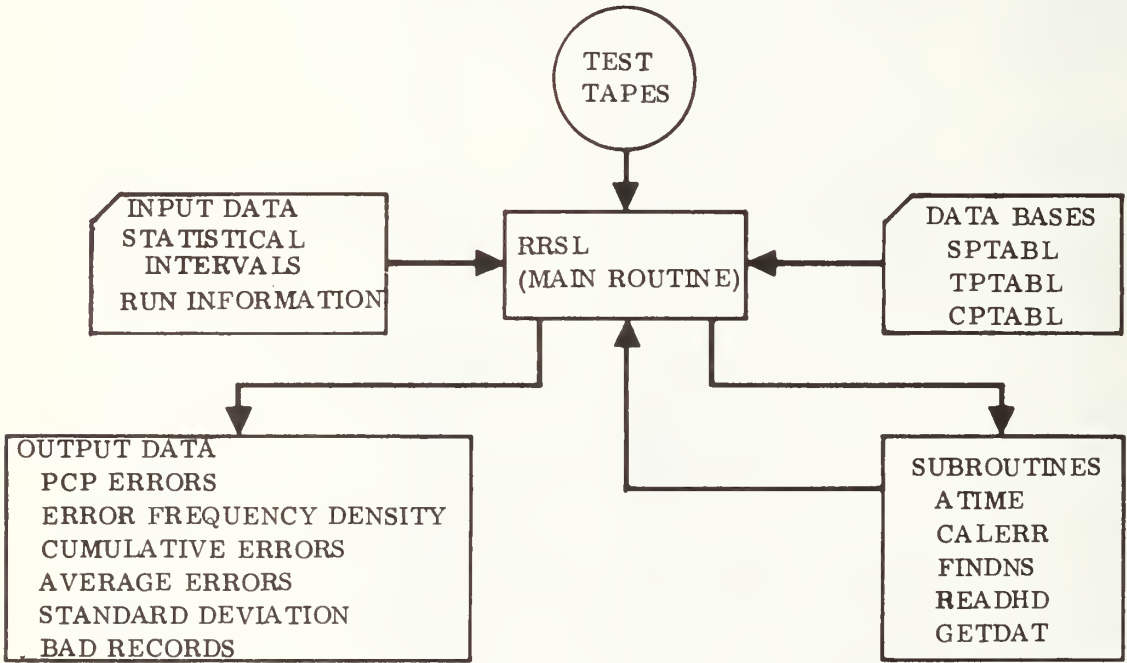 TEST
TAPES
INPUT DATA
STATISTICAL
INTERVALS
RUN INFORMATION
RRSL
(MAIN ROUTINE)
DATA BASES
SPTABL
TPTABL
CPTABL
OUTPUT DATA
PCP ERRORS
ERROR FREQUENCY DENSITY
CUMULATIVE ERRORS
AVERAGE ERRORS
STANDARD DEVIATION
BAD RECORDS
SUBROUTINES
ATIME
CALERR
FINDNS
READHD
GETDAT